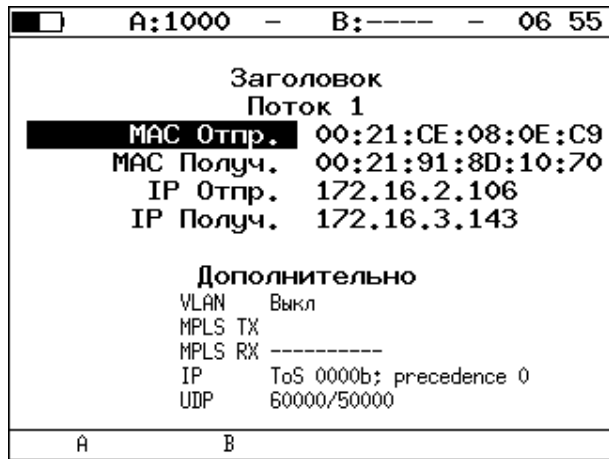 A:1000 – B:---- – 06 55
Заголовок
Поток 1
MAC Отпр. 00:21:CE:08:0E:C9
MAC Получ. 00:21:91:8D:10:70
IP Отпр. 172.16.2.106
IP Получ. 172.16.3.143
Дополнительно
VLAN Выкл
MPLS TX
MPLS RX -----------
IP ToS 0000b; precedence 0
UDP 60000/50000
A B